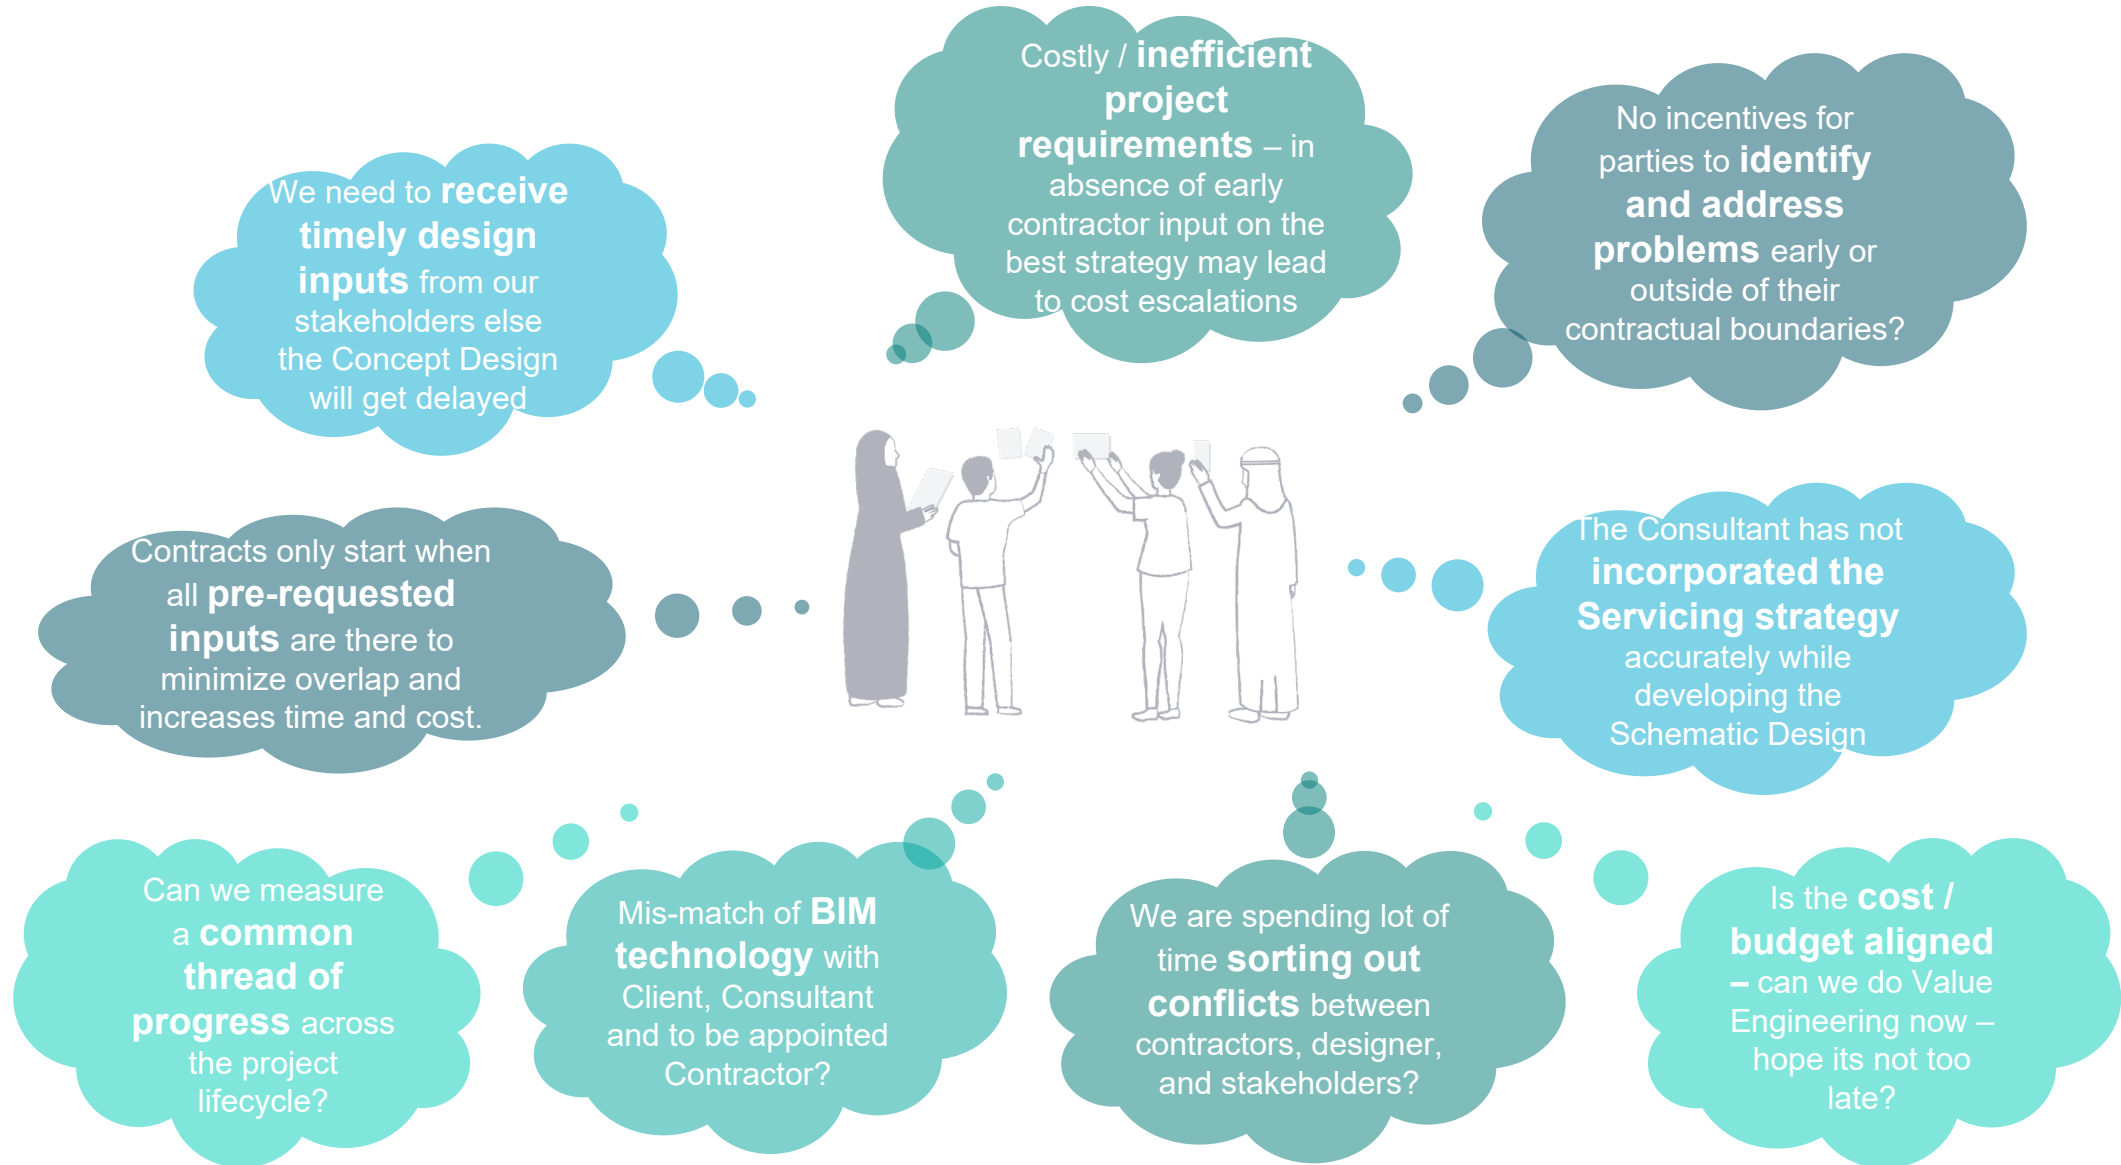 Costly / inefficient
project
requirements – in
absence of early
contractor input on the
best strategy may lead
to cost escalations
No incentives for
parties to identify
and address
problems early or
outside of their
contractual boundaries?
We need to receive
timely design
inputs from our
stakeholders else
the Concept Design
will get delayed
Contracts only start when
all pre-requested
inputs are there to
minimize overlap and
increases time and cost.
The Consultant has not
incorporated the
Servicing strategy
accurately while
developing the
Schematic Design
Can we measure
a common
thread of
progress across
the project
lifecycle?
Mis-match of BIM
technology with
Client, Consultant
and to be appointed
Contractor?
We are spending lot of
time sorting out
conflicts between
contractors, designer,
and stakeholders?
Is the cost /
budget aligned
– can we do Value
Engineering now –
hope its not too
late?